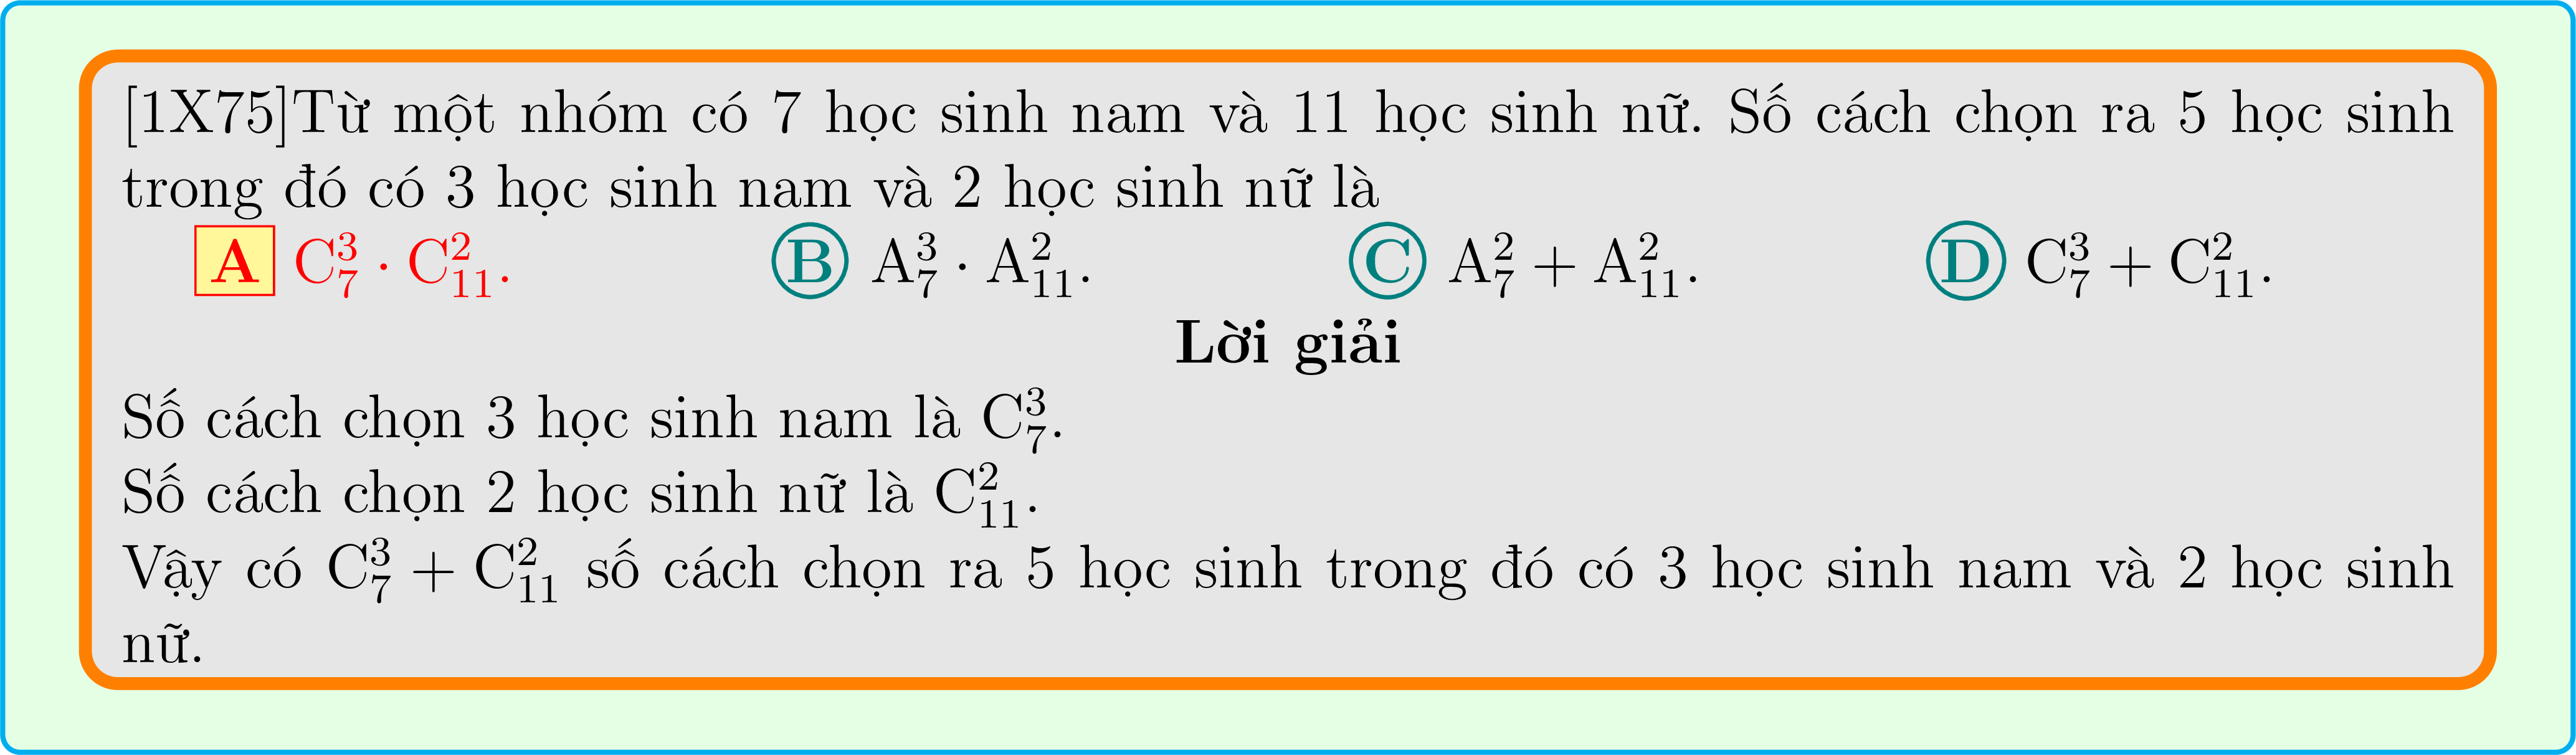 [1X75]Từ một nhóm có 7 học sinh nam và 11 học sinh nữ. Số cách chọn ra 5 học sinh
trong đó có 3 học sinh nam và 2 học sinh nữ là
A $C_7^3 \cdot C_{11}^2$. B $A_7^3 \cdot A_{11}^2$. C $A_7^2 + A_{11}^2$. D $C_7^3 + C_{11}^2$.
Lời giải
Số cách chọn 3 học sinh nam là $C_7^3$.
Số cách chọn 2 học sinh nữ là $C_{11}^2$.
Vậy có $C_7^3 + C_{11}^2$ số cách chọn ra 5 học sinh trong đó có 3 học sinh nam và 2 học sinh
nữ.